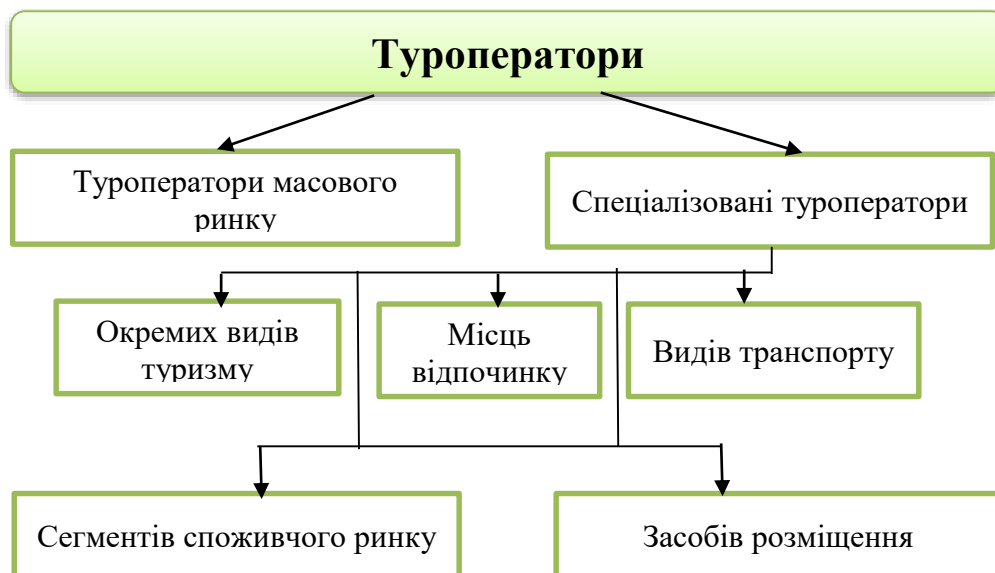 Туроператори
Туроператори масового
ринку
Спеціалізовані туроператори
Окремих видів
туризму
Місць
відпочинку
Видів транспорту
Сегментів споживчого ринку
Засобів розміщення